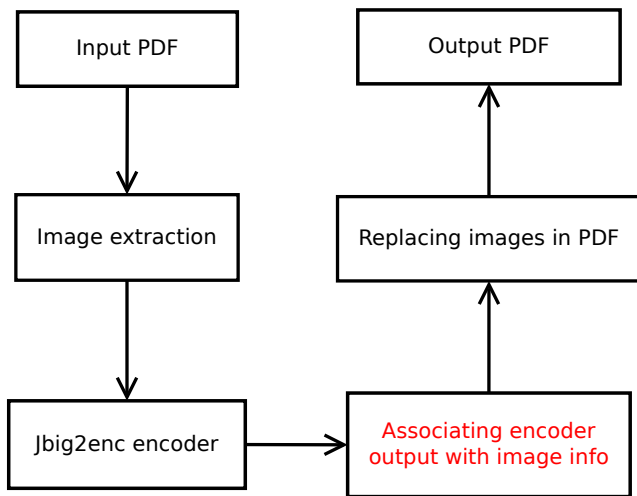 Input PDF
Output PDF
Image extraction
Replacing images in PDF
Jbig2enc encoder
Associating encoder
output with image info